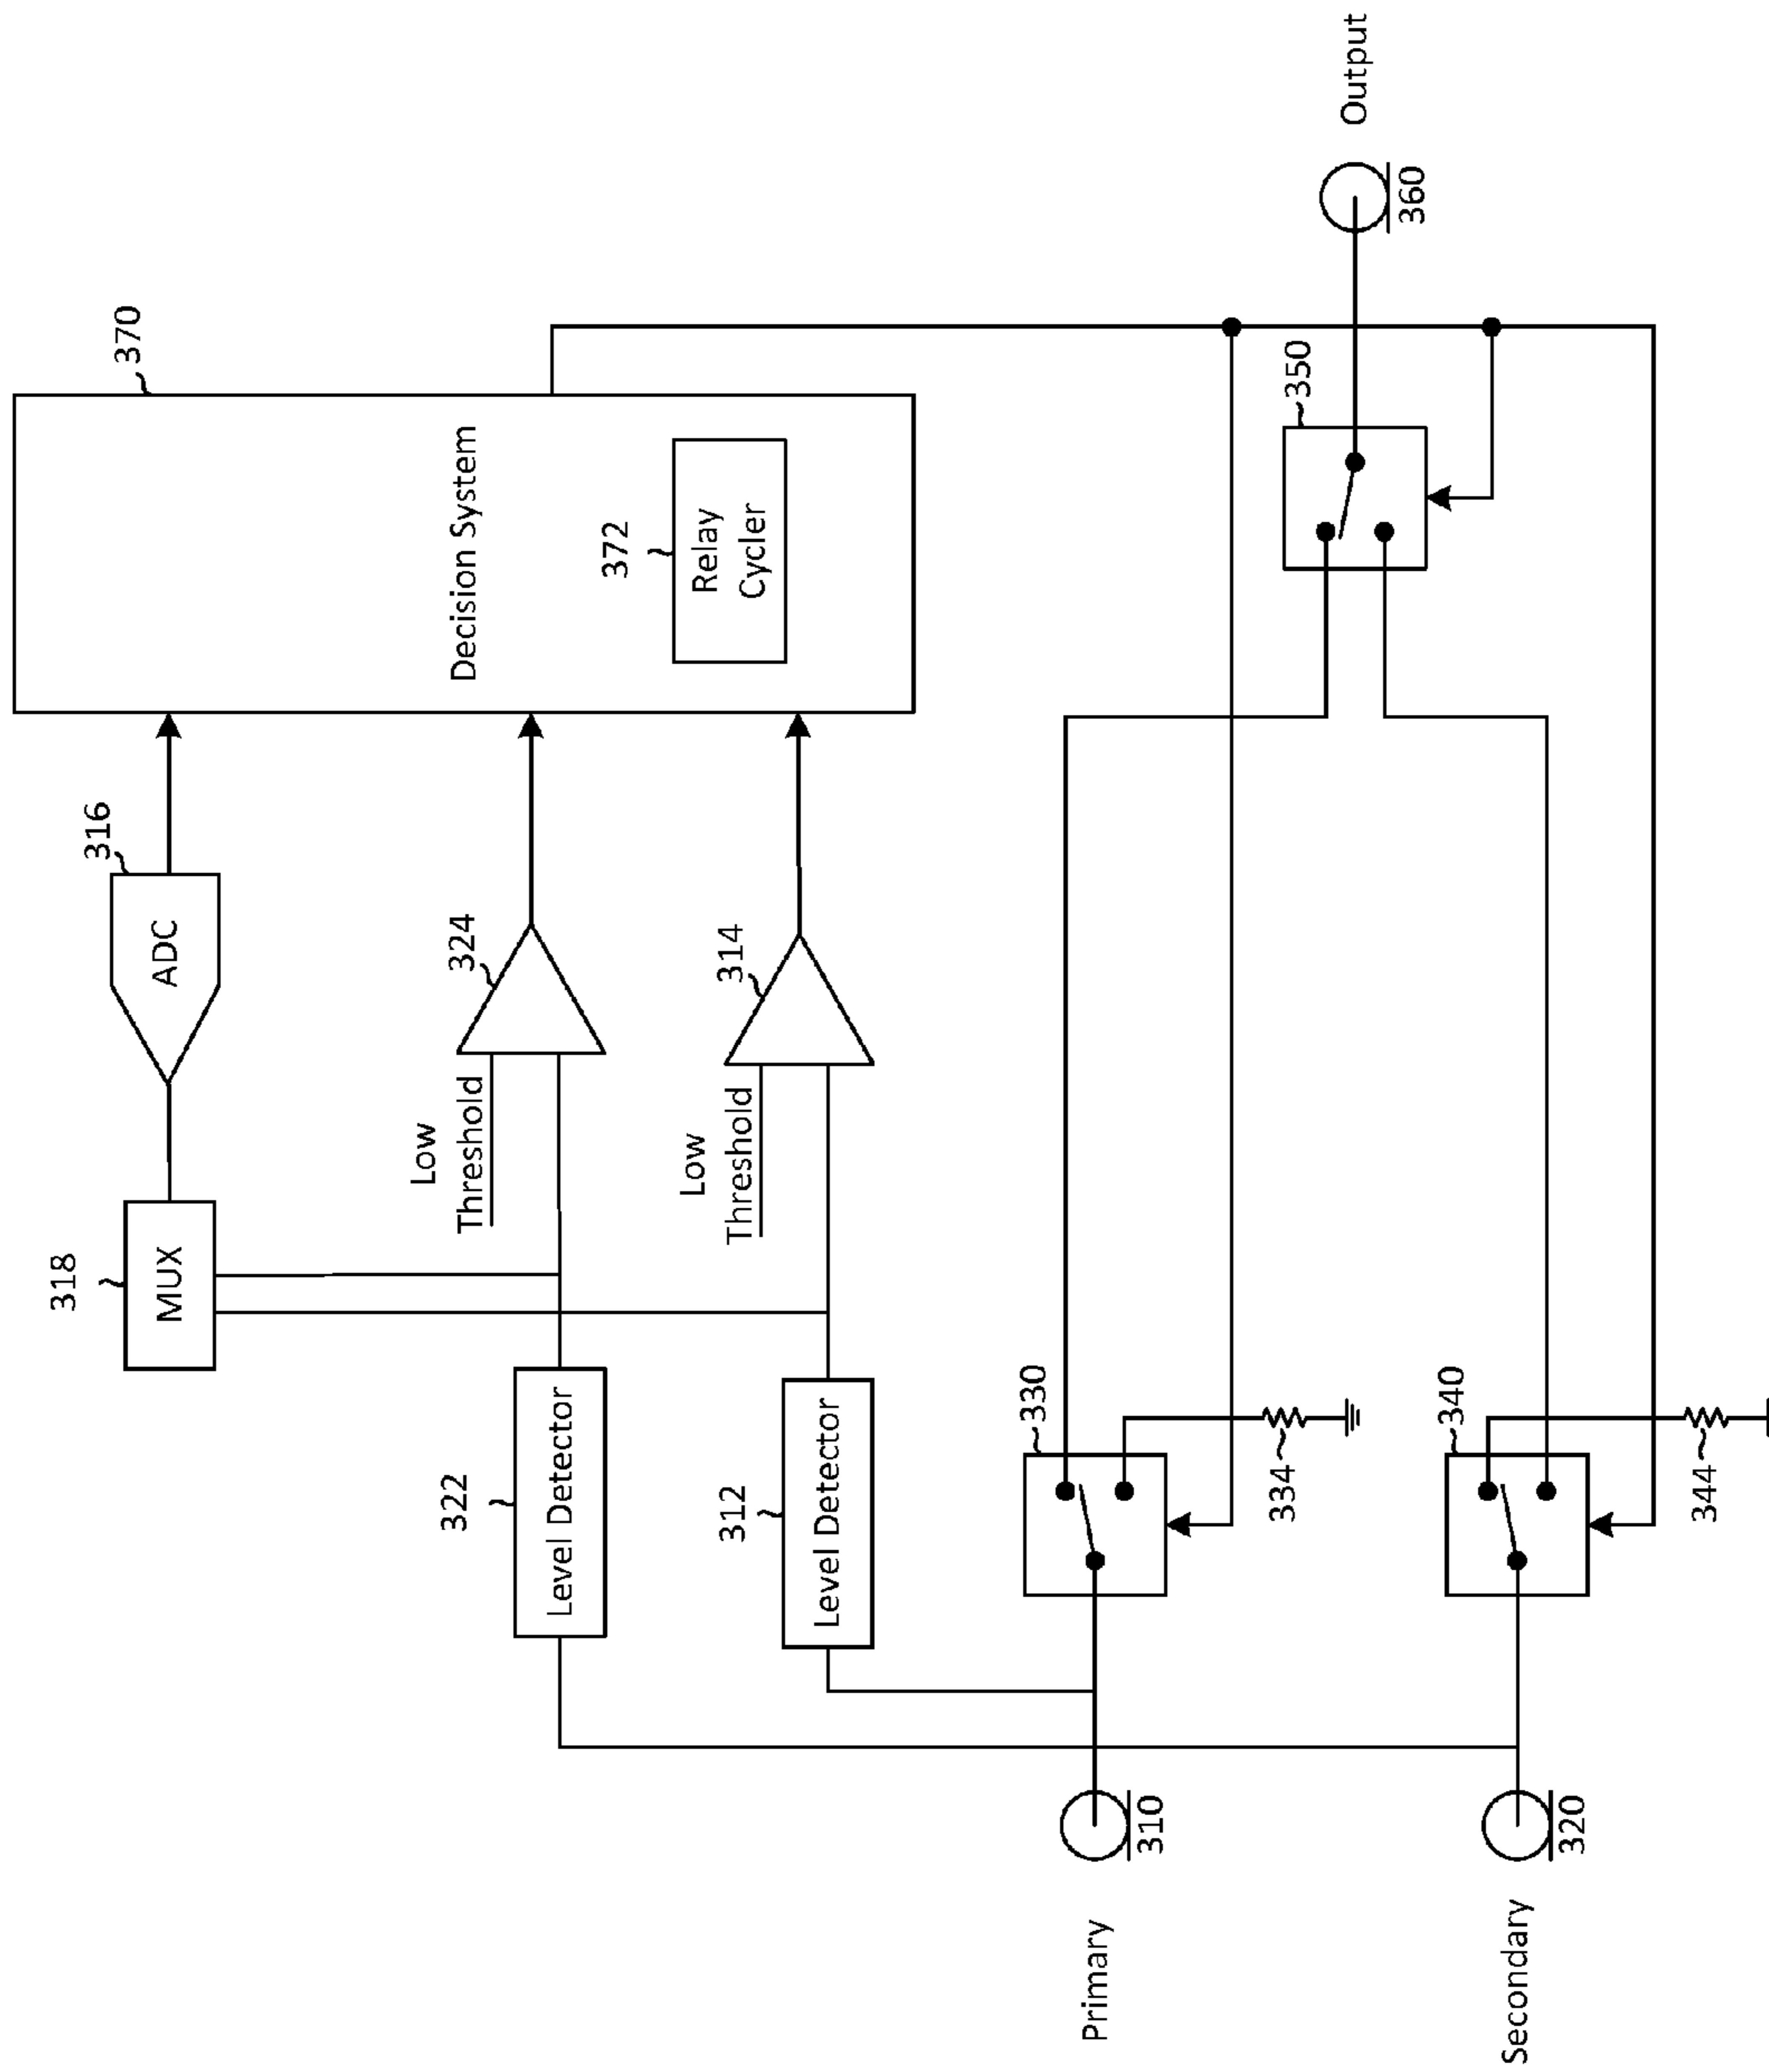 318
MUX
316
ADC
370
Decision System
372
Relay
Cycler
324
Low
Threshold
314
Low
Threshold
322
Level Detector
312
Level Detector
330
334
340
344
350
Output
360
Primary
310
Secondary
320